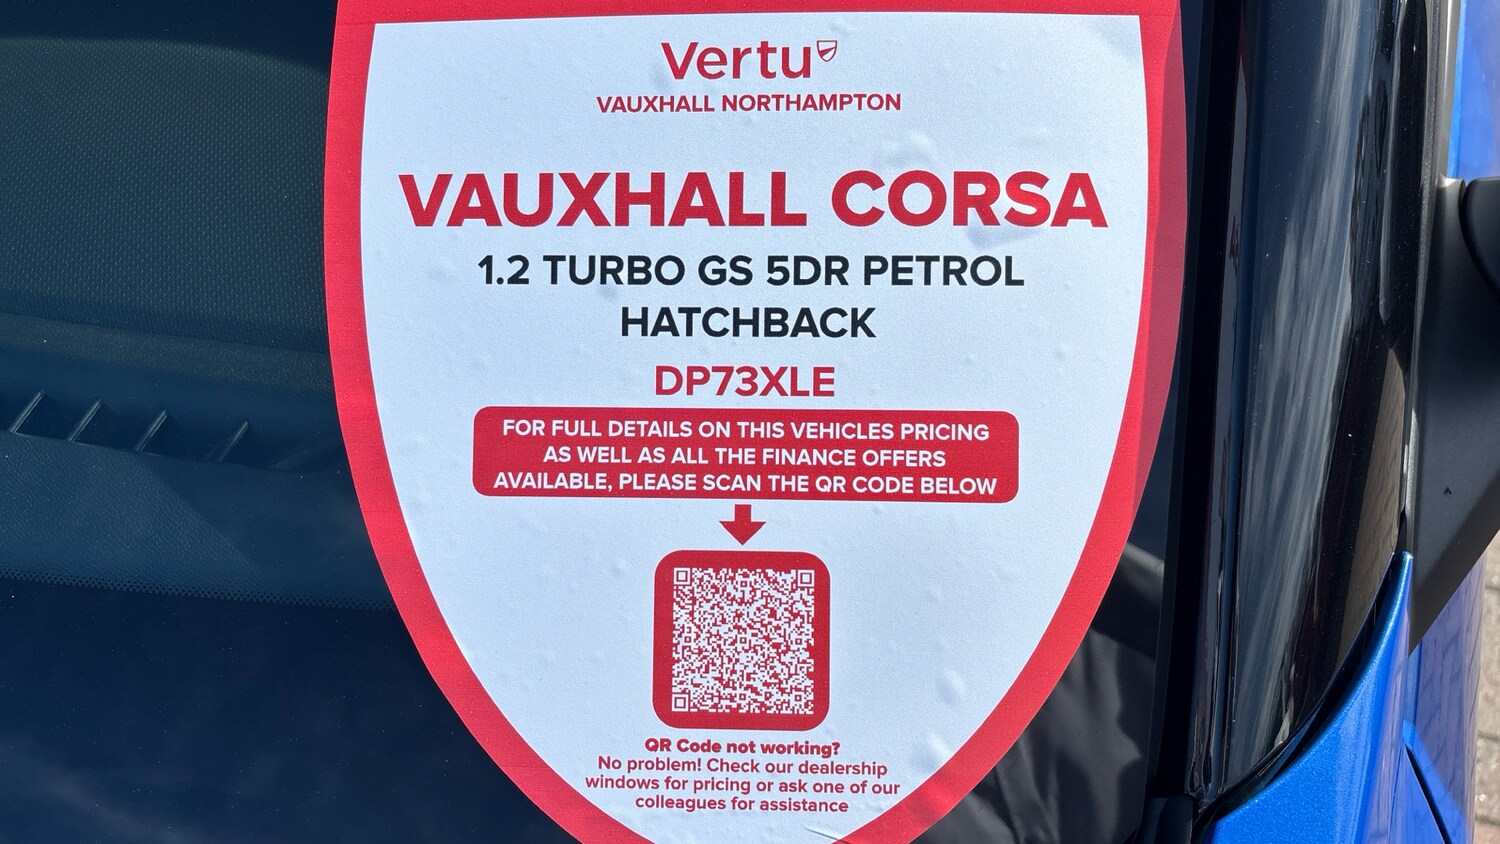 Vertu
VAUXHALL NORTHAMPTON
VAUXHALL CORSA
1.2 TURBO GS 5DR PETROL
HATCHBACK
DP73XLE
FOR FULL DETAILS ON THIS VEHICLES PRICING
AS WELL AS ALL THE FINANCE OFFERS
AVAILABLE, PLEASE SCAN THE QR CODE BELOW
QR Code not working?
No problem! Check our dealership
windows for pricing or ask one of our
colleagues for assistance